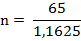 n = 65 / 1,1625